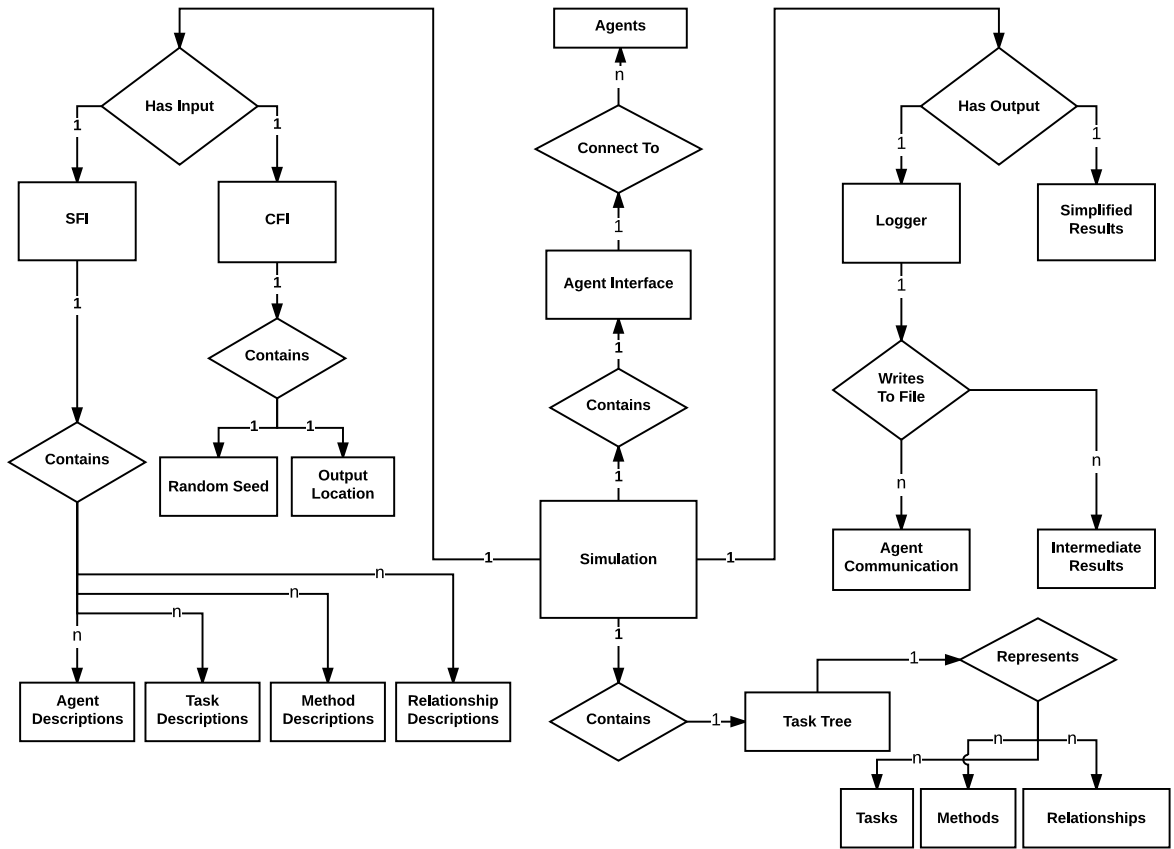 Agents
n
Has Input
Connect To
Has Output
1
1
1
1
SFI
CFI
1
Logger
Simplified
Results
Agent Interface
1
1
1
1
Contains
Writes
To File
Contains
1
1
Contains
Random Seed
Output
Location
n
n
1
1
Simulation
1
Agent
Communication
Intermediate
Results
n
n
n
n
1
Represents
1
Agent
Descriptions
Task
Descriptions
Method
Descriptions
Relationship
Descriptions
Contains
1
Task Tree
n
n
n
Tasks
Methods
Relationships